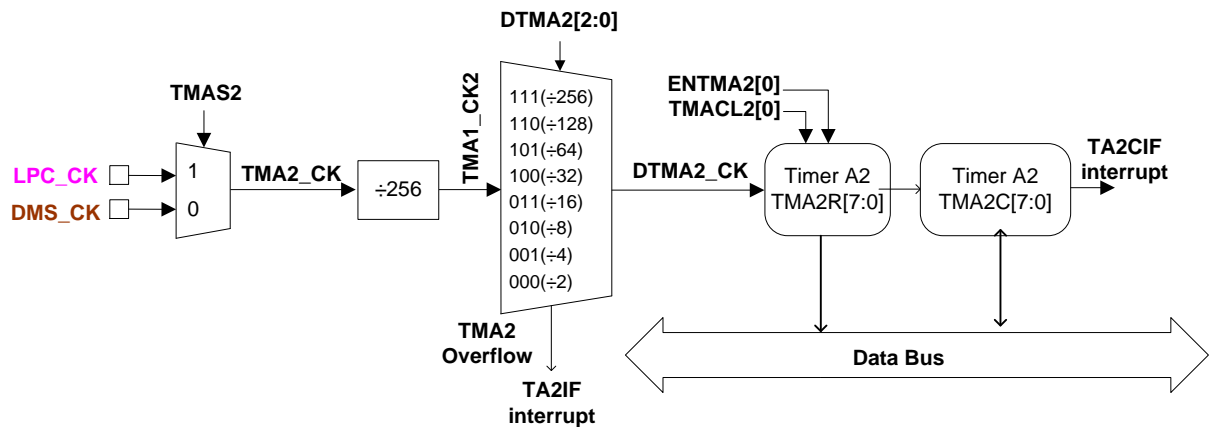 DTMA2[2:0]
TMAS2
LPC_CK
DMS_CK
1
0
TMA2_CK
÷256
TMA1_CK2
111(÷256)
110(÷128)
101(÷64)
100(÷32)
011(÷16)
010(÷8)
001(÷4)
000(÷2)
TMA2
Overflow
TA2IF
interrupt
DTMA2_CK
ENTMA2[0]
TMACL2[0]
Timer A2
TMA2R[7:0]
Timer A2
TMA2C[7:0]
TA2CIF
interrupt
Data Bus